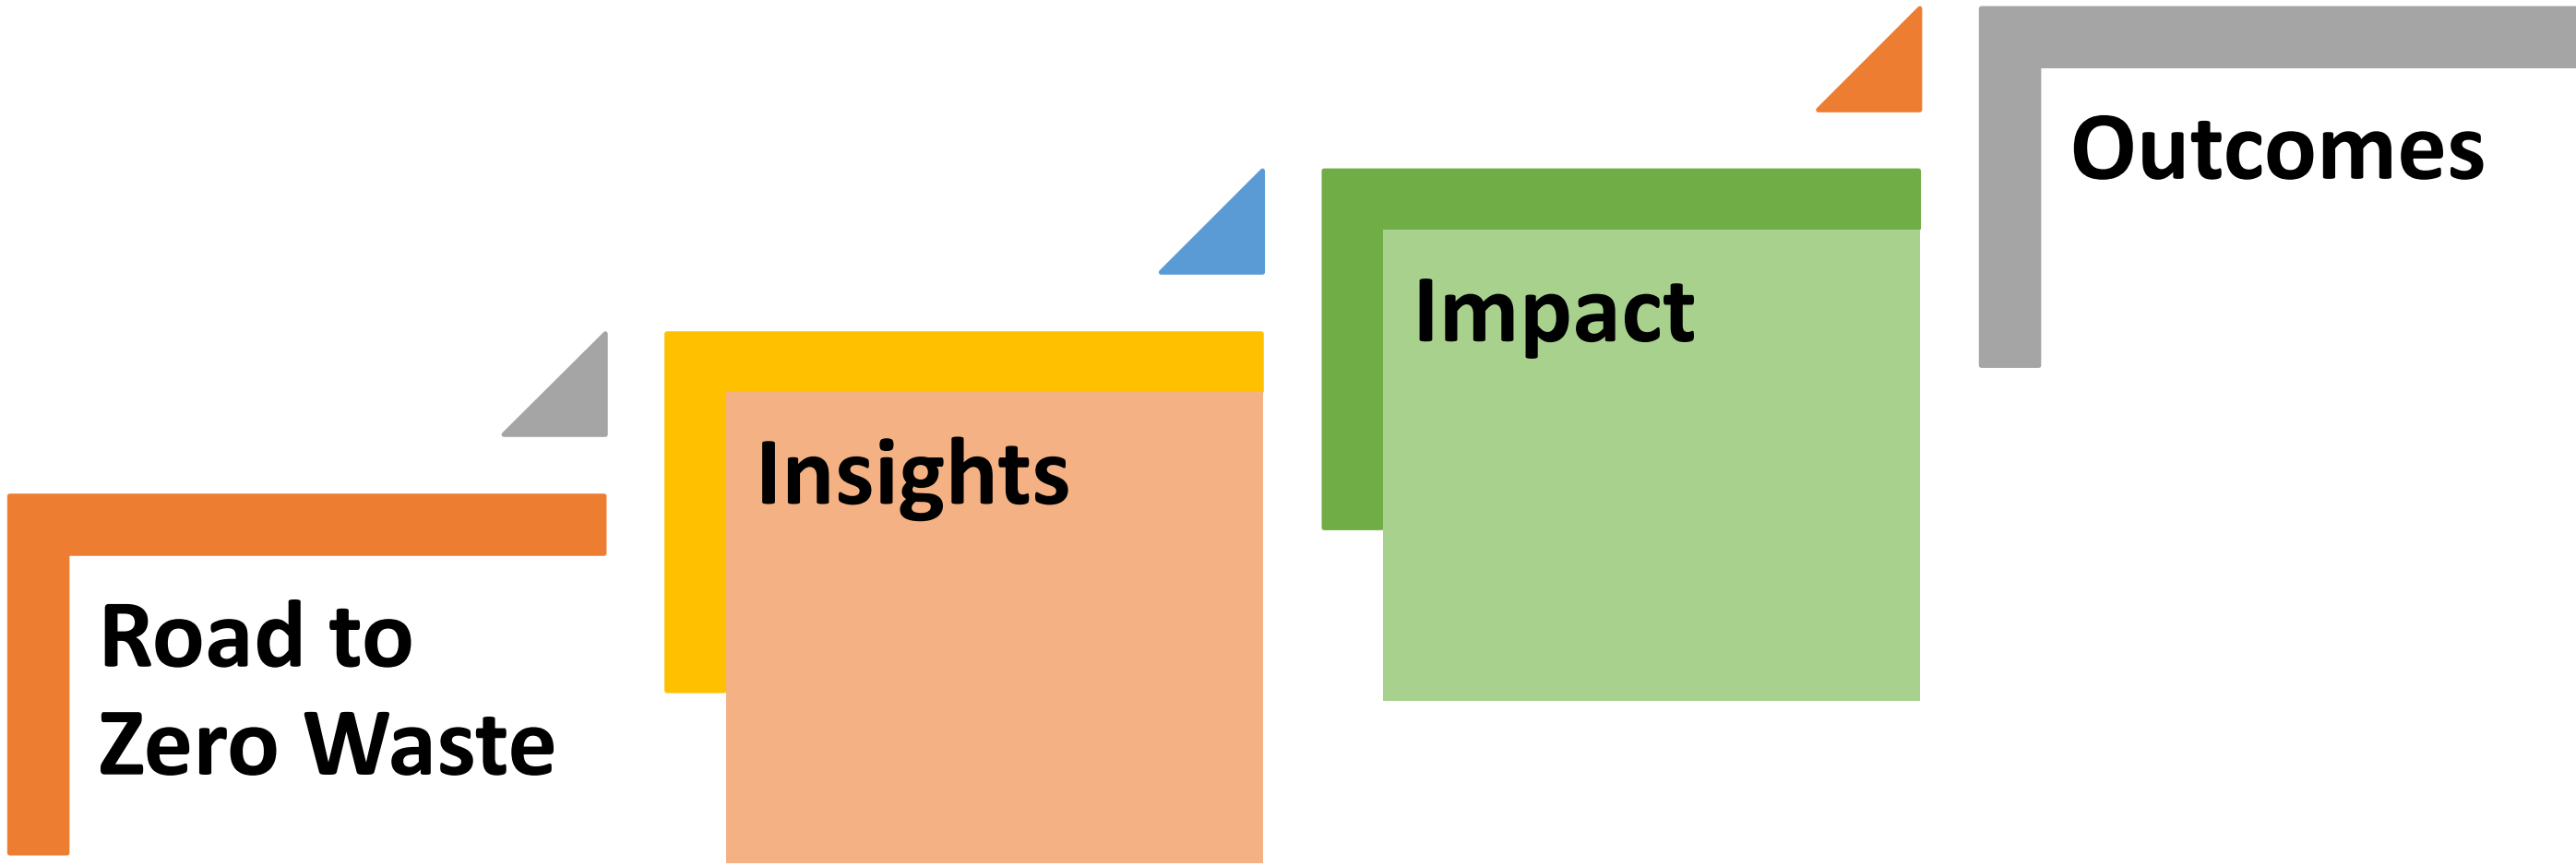 Road to
Zero Waste
Insights
Impact
Outcomes